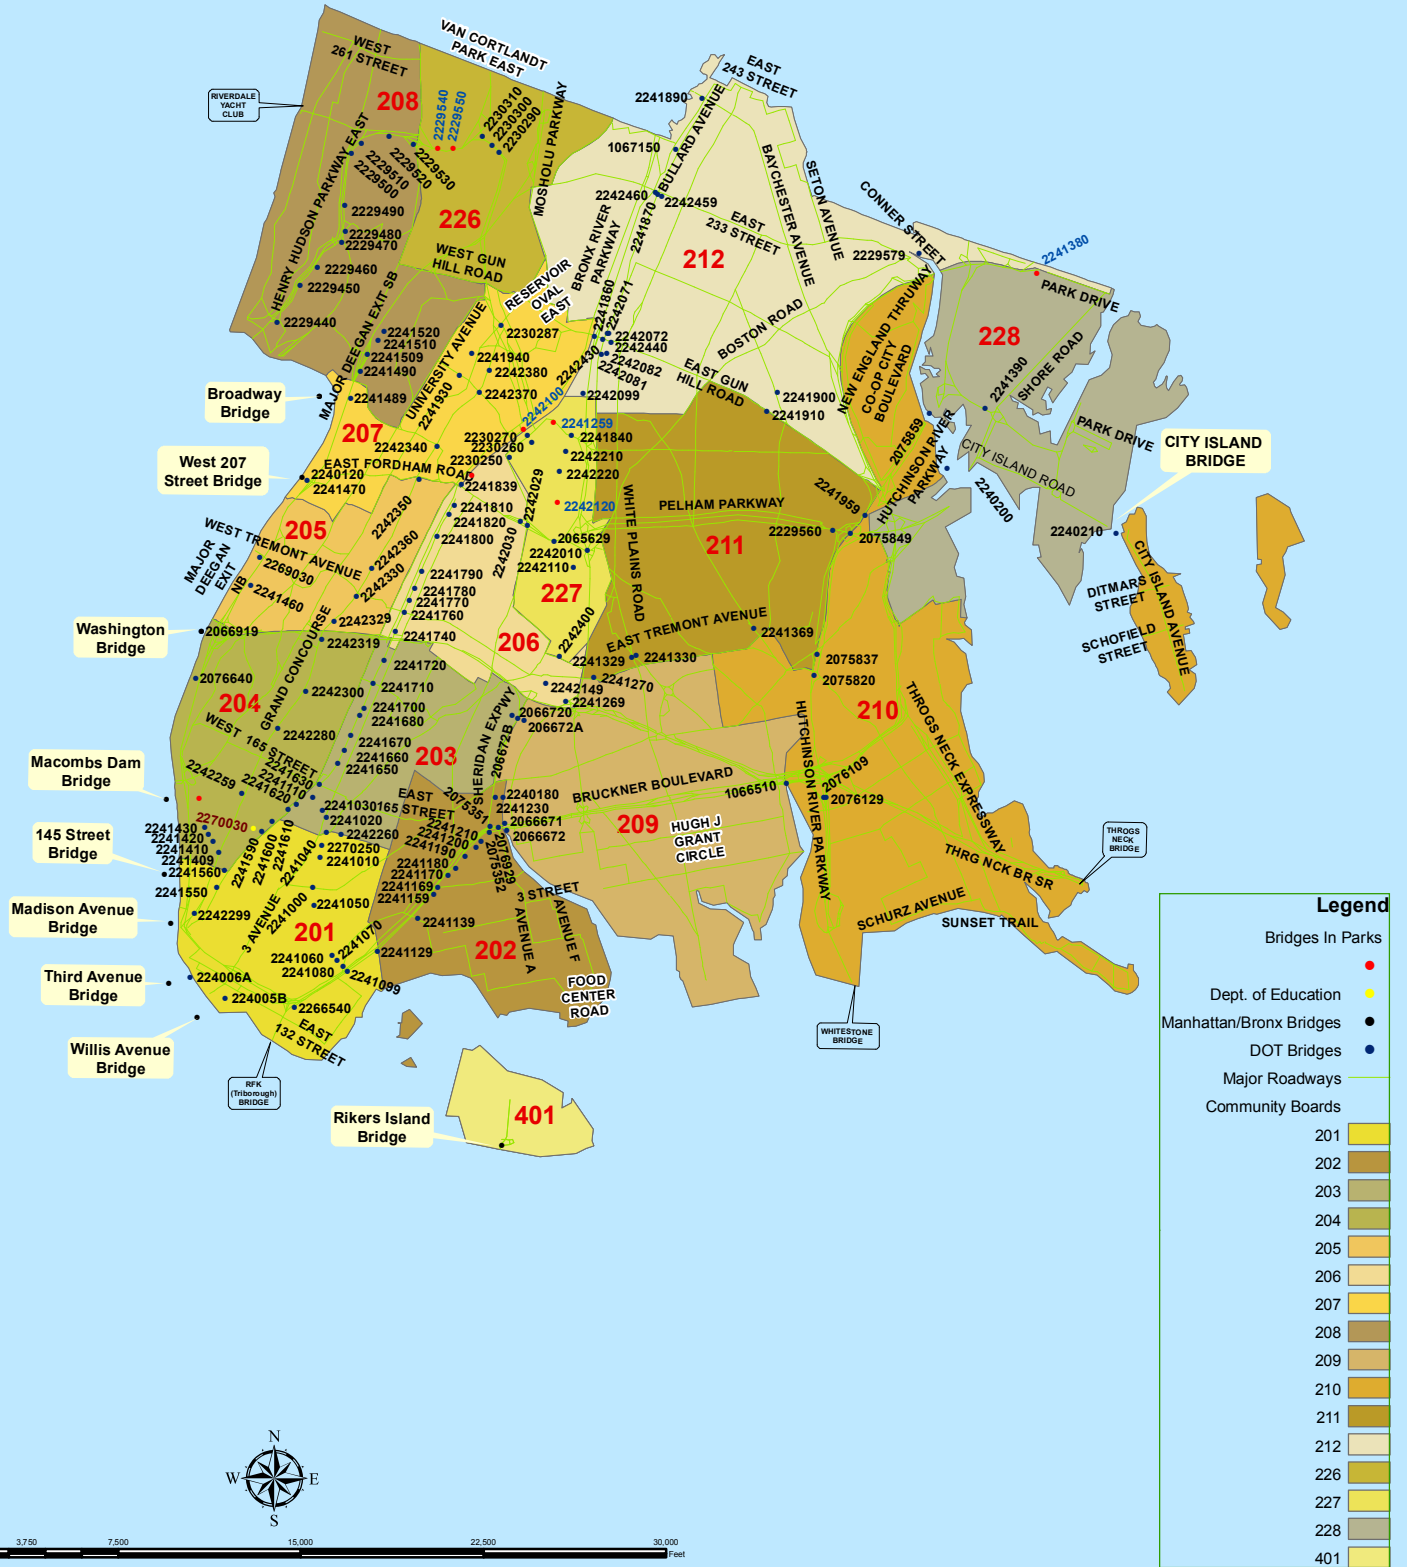 WEST
261 STREET
VAN CORTLANDT
PARK EAST
EAST
243 STREET
RIVERDALE
YACHT
CLUB
208
2229540
2229550
2230310
2230300
2230290
MOSHOLU PARKWAY
2241890
1067150
BULLARD AVENUE
BAYCHESTER AVENUE
SETON AVENUE
CONNER STREET
HENRY HUDSON PARKWAY EAST
2229530
2229520
2229510
2229500
2229490
2229480
2229470
2229460
2229450
2229440
226
WEST GUN
HILL ROAD
2242460
2242459
2241870
BRONX RIVER
PARKWAY
EAST
233 STREET
212
2229579
2241380
PARK DRIVE
228
SHORE ROAD
2241390
PARK DRIVE
CITY ISLAND ROAD
CITY ISLAND
BRIDGE
MAJOR DEEGAN EXIT SB
2241520
2241510
2241509
2241490
2241489
UNIVERSITY AVENUE
RESERVOIR
OVAL
EAST
2230287
2241940
2242380
2242370
2241930
2242430
2241860
2242071
2242072
2242440
2242082
2242081
2242099
2242100
BOSTON ROAD
EAST GUN
HILL ROAD
NEW ENGLAND THRUWAY
CO-OP CITY
BOULEVARD
2241900
2241910
Broadway
Bridge
207
2242340
2230270
2230260
2230250
2241259
2241840
2242210
2242220
2242120
EAST FORDHAM ROAD
West 207
Street Bridge
2240120
2241470
2241839
2075859
HUTCHINSON RIVER
PARKWAY
2240200
2240210
2241959
2075849
205
2242350
2242360
2242330
2242329
WEST TREMONT AVENUE
MAJOR
DEEGAN
EXIT
NB
2269030
2241460
2241810
2241820
2241800
2242029
2242030
2065629
2242010
2242110
227
2242400
WHITE PLAINS ROAD
PELHAM PARKWAY
211
2229560
CITY ISLAND AVENUE
DITMARS
STREET
SCHOFIELD
STREET
2241790
2241780
2241770
2241760
2241740
206
EAST TREMONT AVENUE
2241369
2241329
2241330
2075837
2075820
Washington
Bridge
2066919
2242319
GRAND CONCOURSE
2241720
2076640
204
2242300
2241710
2241700
2241680
2242280
WEST 165 STREET
2241670
2241660
2241650
203
SHERIDAN EXPWY
2242149
2241270
2241269
2066720
206672A
206672B
210
HUTCHINSON RIVER PARKWAY
THROGS NECK EXPRESSWAY
Macombs Dam
Bridge
2242259
2241630
2241110
2241620
2270030
2241030165
EAST
STREET
2241020
2242260
2270250
2241010
2240180
2241230
2066671
2066672
2075351
2241210
2241200
2241190
2241180
2241170
2241169
2241159
2241139
2241129
2076929
2075352
BRUCKNER BOULEVARD
209
HUGH J
GRANT
CIRCLE
1066510
2076109
2076129
THROGS
NECK
BRIDGE
THRG NCK BR SR
SCHURZ AVENUE
SUNSET TRAIL
145 Street
Bridge
2241430
2241420
2241410
2241409
2241560
2241550
2241590
2241600
2241610
2241040
2241050
2241000
3 AVENUE
201
2241070
2241060
2241080
2241099
3 STREET
AVENUE A
AVENUE F
202
FOOD
CENTER
ROAD
Madison Avenue
Bridge
2242299
Third Avenue
Bridge
224006A
224005B
2266540
EAST
132 STREET
Willis Avenue
Bridge
RFK
(Triborough)
BRIDGE
WHITESTONE
BRIDGE
Rikers Island
Bridge
401
Legend
Bridges In Parks
Dept. of Education
Manhattan/Bronx Bridges
DOT Bridges
Major Roadways
Community Boards
201
202
203
204
205
206
207
208
209
210
211
212
226
227
228
401
N
W
E
S
3,750
7,500
15,000
22,500
30,000
Feet